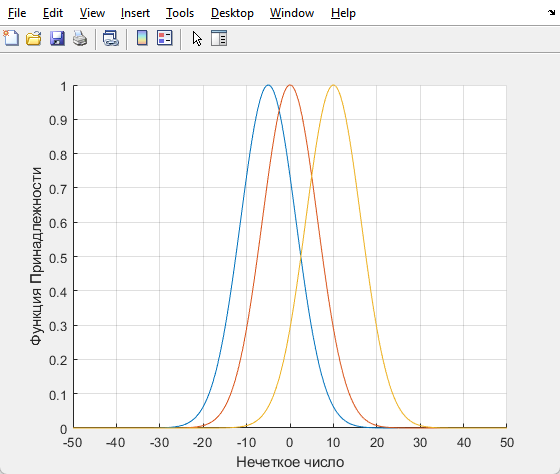 File Edit View Insert Tools Desktop Window Help
1
0.9
0.8
0.7
0.6
0.5
0.4
0.3
0.2
0.1
0
Функция Принадлежности
-50 -40 -30 -20 -10 0 10 20 30 40 50
Нечеткое число